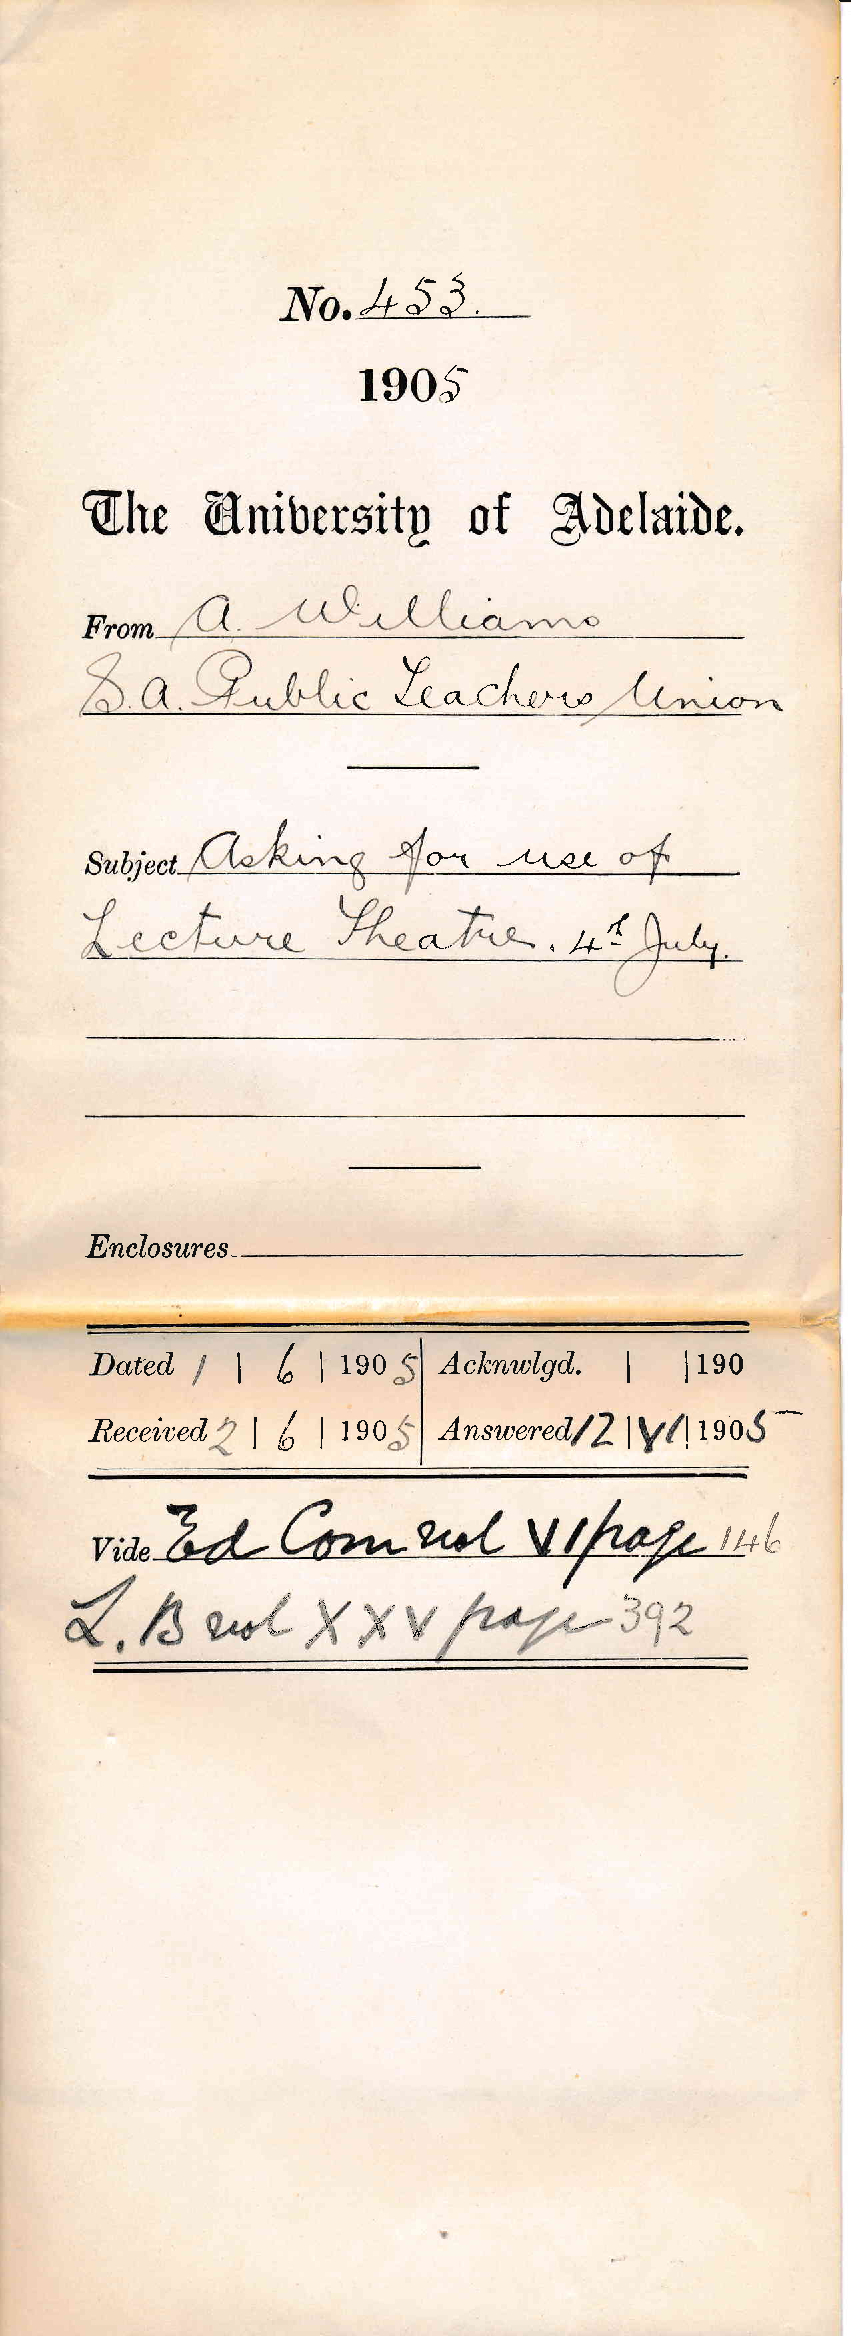 No. 453.
1905
The University of Adelaide.
From A. Williams
S. A. Public Teachers Union
Subject Asking for use of
Lecture Theatre. 4th July.
Enclosures
Dated 1 | 6 | 1905 Acknwlgd. | | 190
Received 2 | 6 | 1905 Answered 12 | VI | 1905
Vide Ed Com vol VI page 146
L. B vol XXV page 392